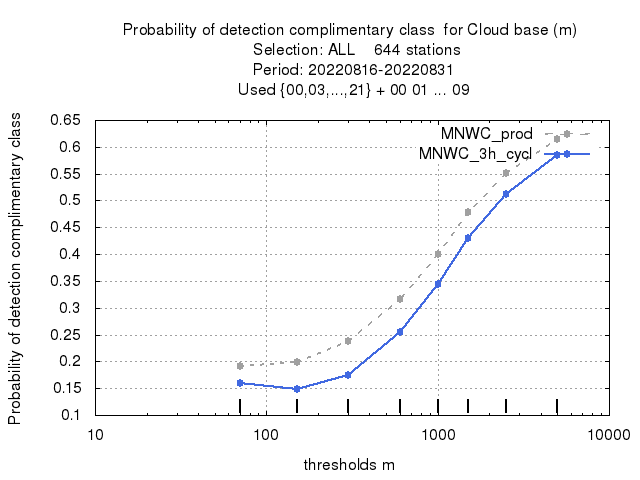 Probability of detection complimentary class  for Cloud base (m)
Selection: ALL    644 stations
Period: 20220816-20220831
Used {00,03,...,21} + 00 01 ... 09
Probability of detection complimentary class
0.65
0.6
0.55
0.5
0.45
0.4
0.35
0.3
0.25
0.2
0.15
0.1
MNWC_prod
MNWC_3h_cycl
10 100 1000 10000
thresholds m